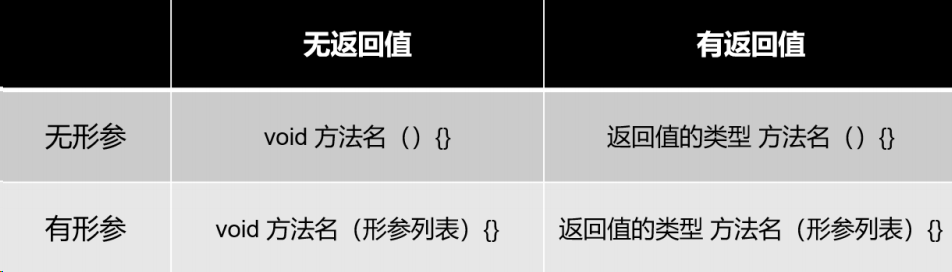 无返回值 有返回值
无形参 void 方法名（）{} 返回值的类型 方法名（）{}
有形参 void 方法名（形参列表）{} 返回值的类型 方法名（形参列表）{}